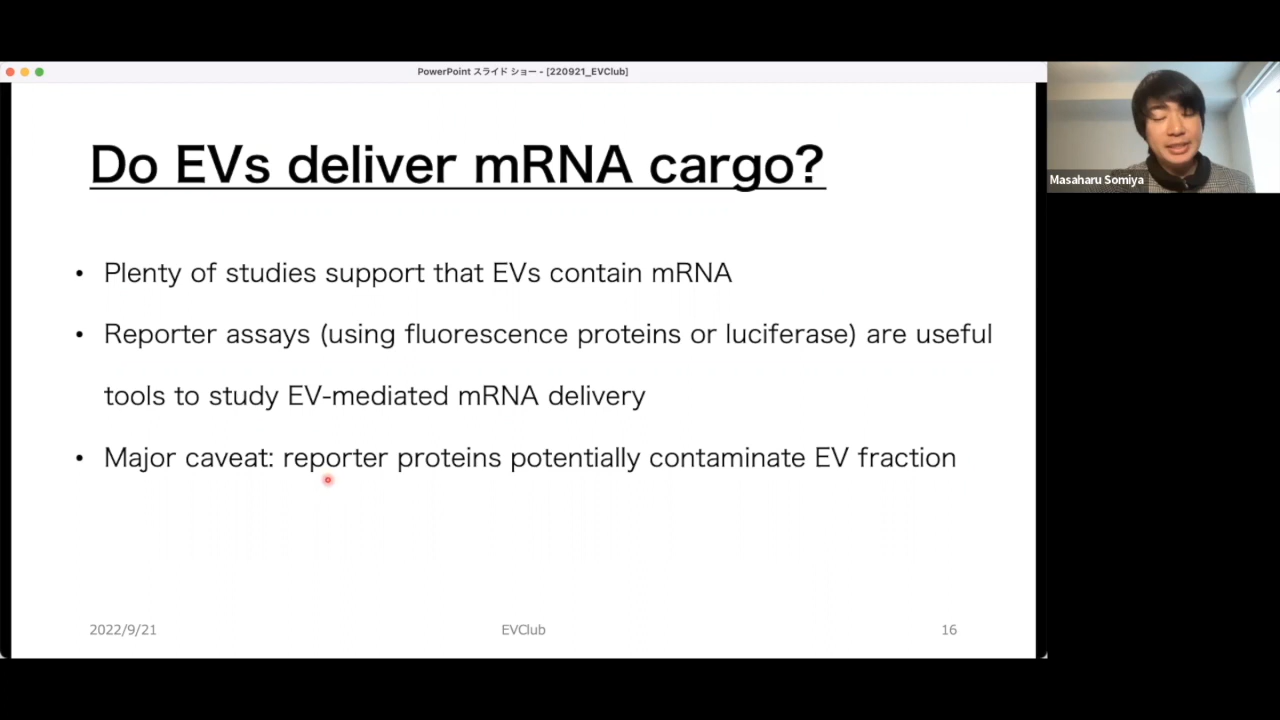 PowerPoint スライド ショー - [220921_EVClub]
Do EVs deliver mRNA cargo?
• Plenty of studies support that EVs contain mRNA
• Reporter assays (using fluorescence proteins or luciferase) are useful
tools to study EV-mediated mRNA delivery
• Major caveat: reporter proteins potentially contaminate EV fraction
2022/9/21
EVClub
16
Masaharu Somiya